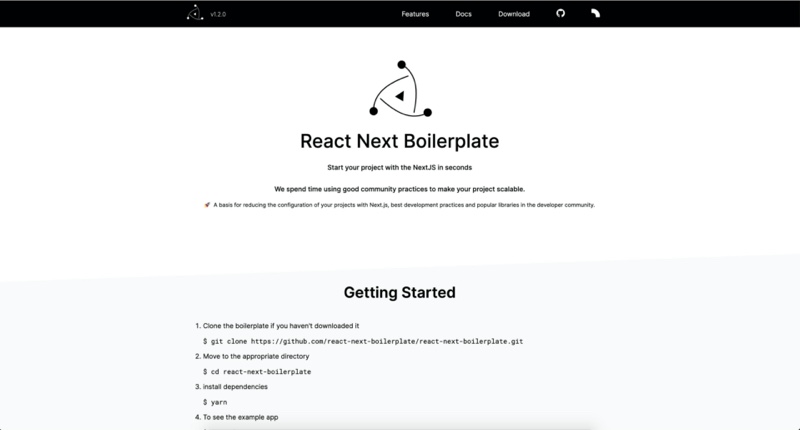 v1.2.0
Features
Docs
Download
React Next Boilerplate
Start your project with the NextJS in seconds
We spend time using good community practices to make your project scalable.
🚀 A basis for reducing the configuration of your projects with Next.js, best development practices and popular libraries in the developer community.
Getting Started
1. Clone the boilerplate if you haven't downloaded it
$ git clone https://github.com/react-next-boilerplate/react-next-boilerplate.git
2. Move to the appropriate directory
$ cd react-next-boilerplate
3. install dependencies
$ yarn
4. To see the example app